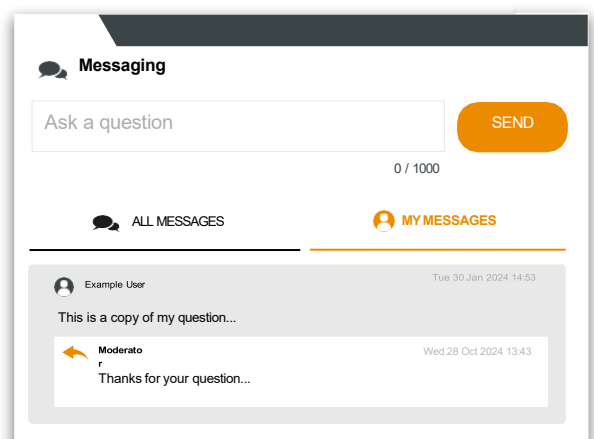 Messaging
Ask a question
SEND
0 / 1000
ALL MESSAGES
MY MESSAGES
Example User
Tue 30 Jan 2024 14:53
This is a copy of my question...
Moderato
r
Wed 28 Oct 2024 13:43
Thanks for your question...